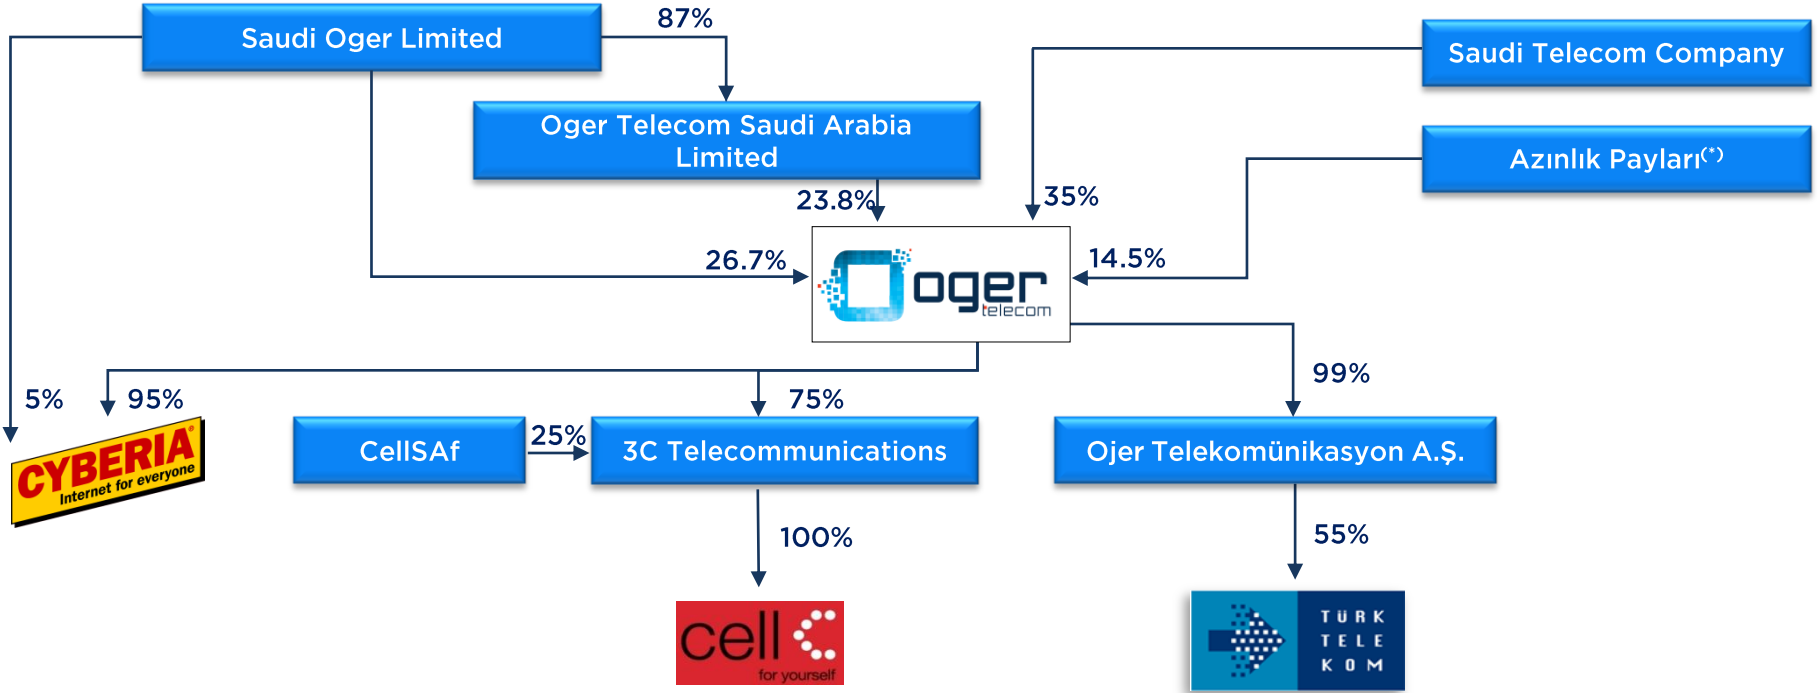 Saudi Oger Limited
87%
Saudi Telecom Company
Oger Telecom Saudi Arabia
Limited
Azınlık Payları(*)
23.8%
35%
26.7%
14.5%
oger
telecom
5%
95%
75%
99%
CYBERIA®
Internet for everyone
CellSAf
25%
3C Telecommunications
Ojer Telekomünikasyon A.Ş.
100%
55%
cell C
for yourself
TÜRK
TELE
KOM